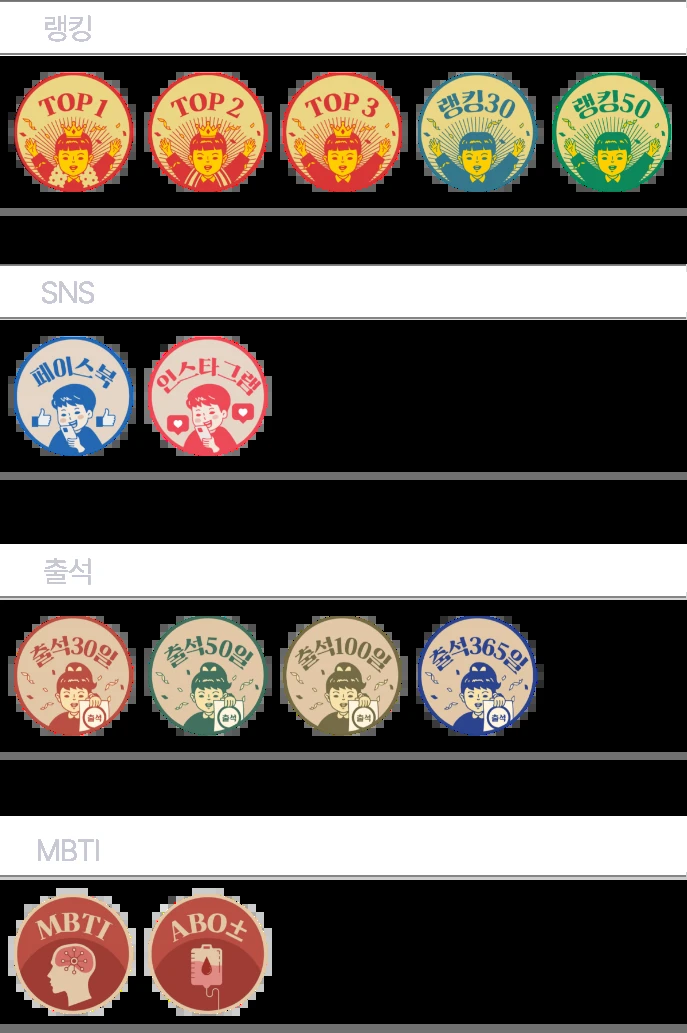 랭킹
TOP 1
TOP 2
TOP 3
랭킹30
랭킹50
SNS
페이스북
인스타그램
출석
출석30일
출석
출석50일
출석
출석100일
출석
출석365일
출석
MBTI
MBTI
ABO±